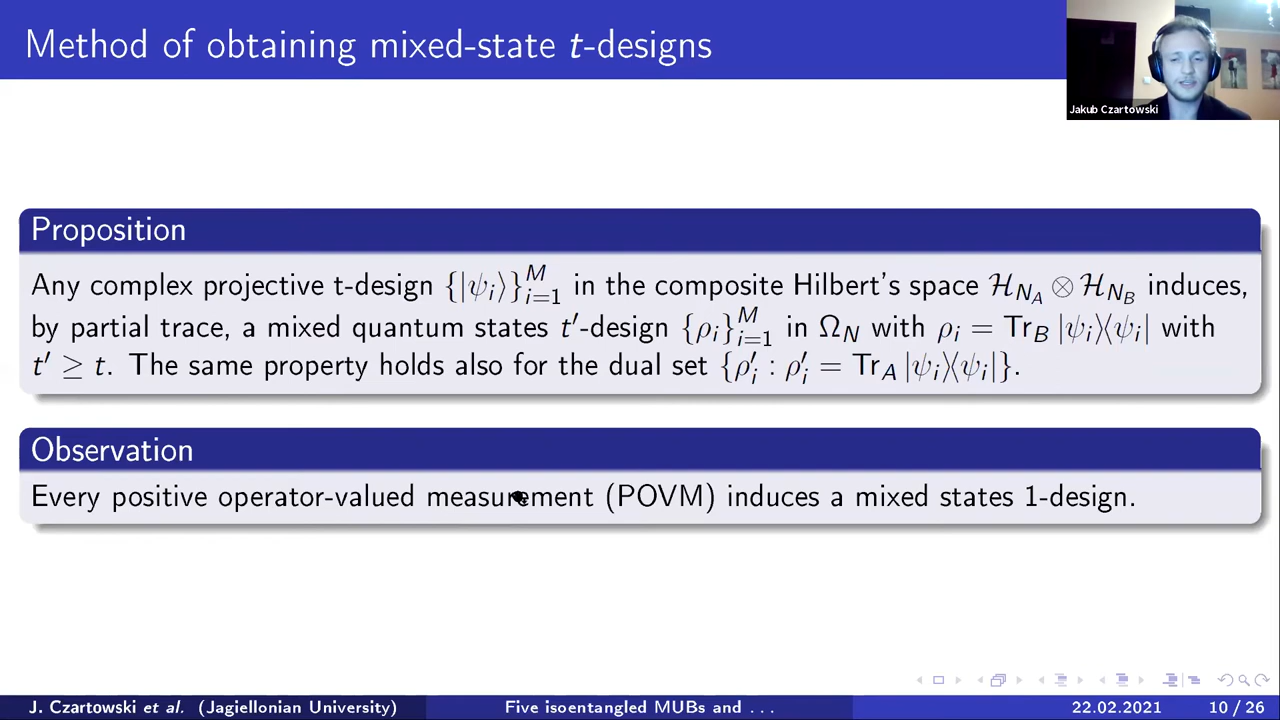 Method of obtaining mixed-state t-designs
Jakub Czartowski
Proposition
Any complex projective t-design {|ψᵢ⟩}ᵢ₌₁ᴹ in the composite Hilbert's space ℋ_{N_A} ⊗ ℋ_{N_B} induces,
by partial trace, a mixed quantum states t′-design {ρᵢ}ᵢ₌₁ᴹ in Ω_N with ρᵢ = Tr_B |ψᵢ⟩⟨ψᵢ| with
t′ ≥ t. The same property holds also for the dual set {ρ′ᵢ : ρ′ᵢ = Tr_A |ψᵢ⟩⟨ψᵢ|}.
Observation
Every positive operator-valued measurement (POVM) induces a mixed states 1-design.
J. Czartowski et al. (Jagiellonian University) Five isoentangled MUBs and ... 22.02.2021 10 / 26